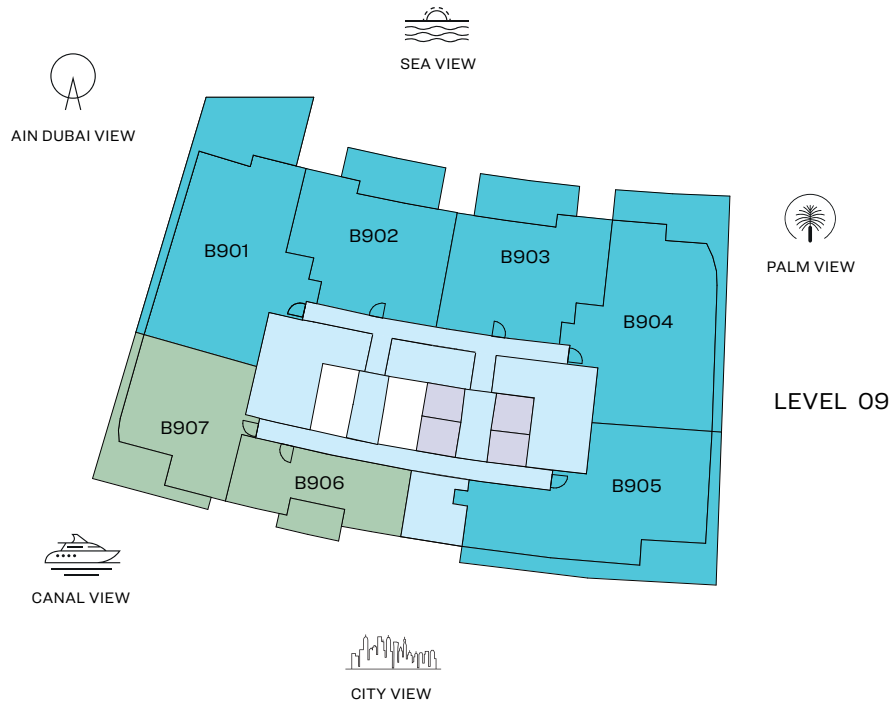 SEA VIEW
AIN DUBAI VIEW
B901
B902
B903
PALM VIEW
B904
LEVEL 09
B907
B906
B905
CANAL VIEW
CITY VIEW